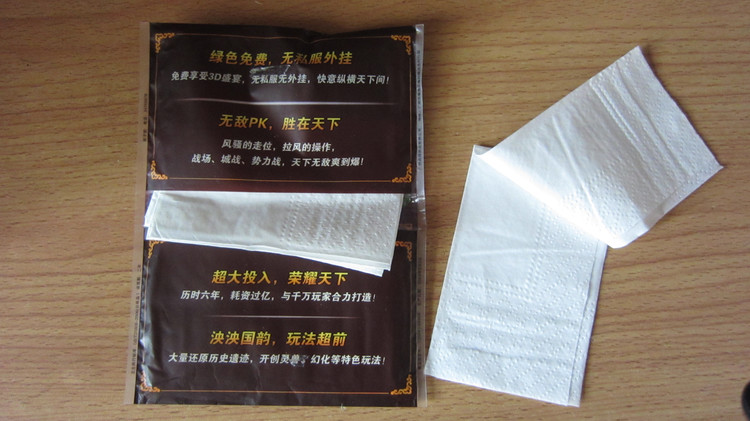 绿色免费，无私服外挂
免费享受3D盛宴，无私服无外挂，快意纵横天下间！
无敌PK，胜在天下
风骚的走位，拉风的操作，
战场、城战、势力战，天下无敌爽到爆！
超大投入，荣耀天下
历时六年，耗资过亿，与千万玩家合力打造！
泱泱国韵，玩法超前
大量还原历史遗迹、开创灵兽、幻化等特色玩法！